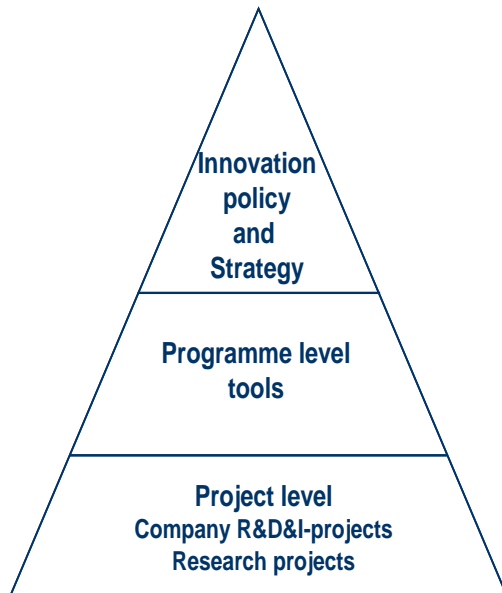 Innovation
policy
and
Strategy
Programme level
tools
Project level
Company R&D&I-projects
Research projects